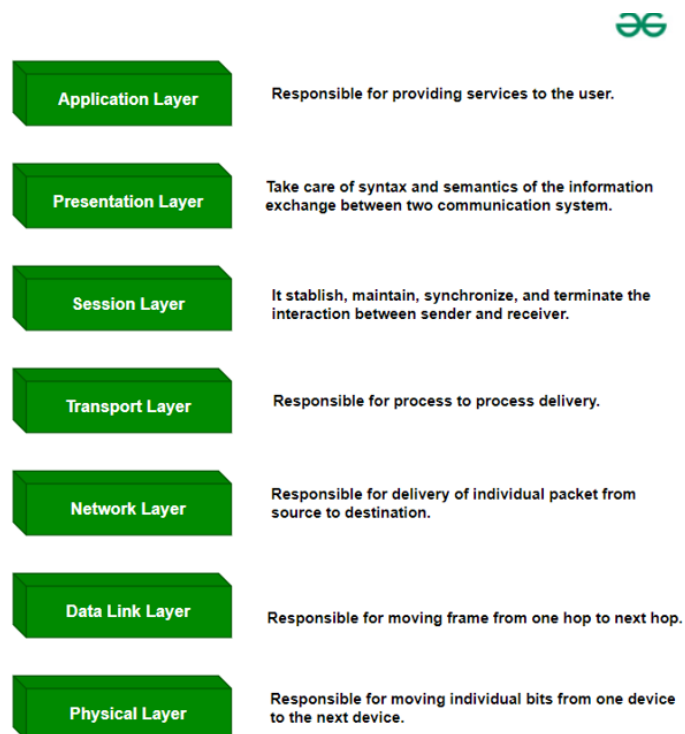 Application Layer
Responsible for providing services to the user.
Presentation Layer
Take care of syntax and semantics of the information
exchange between two communication system.
Session Layer
It stablish, maintain, synchronize, and terminate the
interaction between sender and receiver.
Transport Layer
Responsible for process to process delivery.
Network Layer
Responsible for delivery of individual packet from
source to destination.
Data Link Layer
Responsible for moving frame from one hop to next hop.
Physical Layer
Responsible for moving individual bits from one device
to the next device.